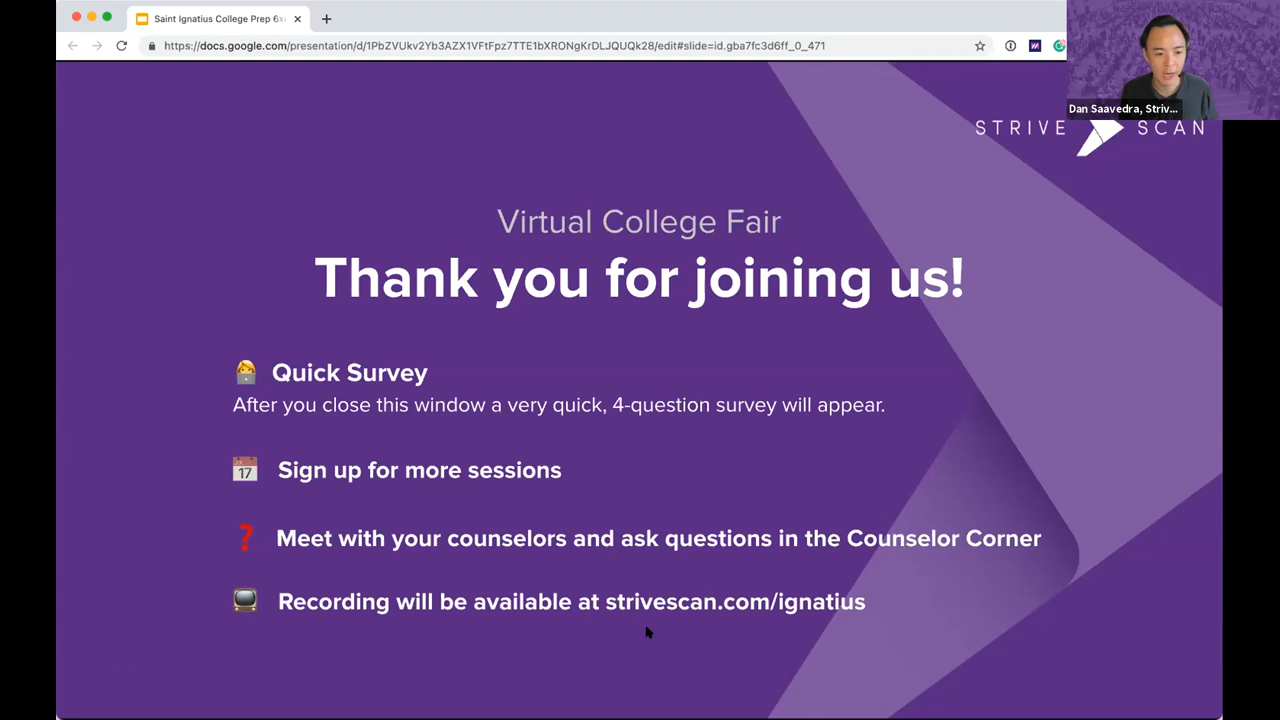 Saint Ignatius College Prep 6x
https://docs.google.com/presentation/d/1PbZVUkv2Yb3AZX1VFtFpz7TTE1bXRONgKrDLJQUQk28/edit#slide=id.gba7fc3d6ff_0_471
Dan Saavedra, Striv...
STRIVE SCAN
Virtual College Fair
Thank you for joining us!
Quick Survey
After you close this window a very quick, 4-question survey will appear.
17 Sign up for more sessions
Meet with your counselors and ask questions in the Counselor Corner
Recording will be available at strivescan.com/ignatius